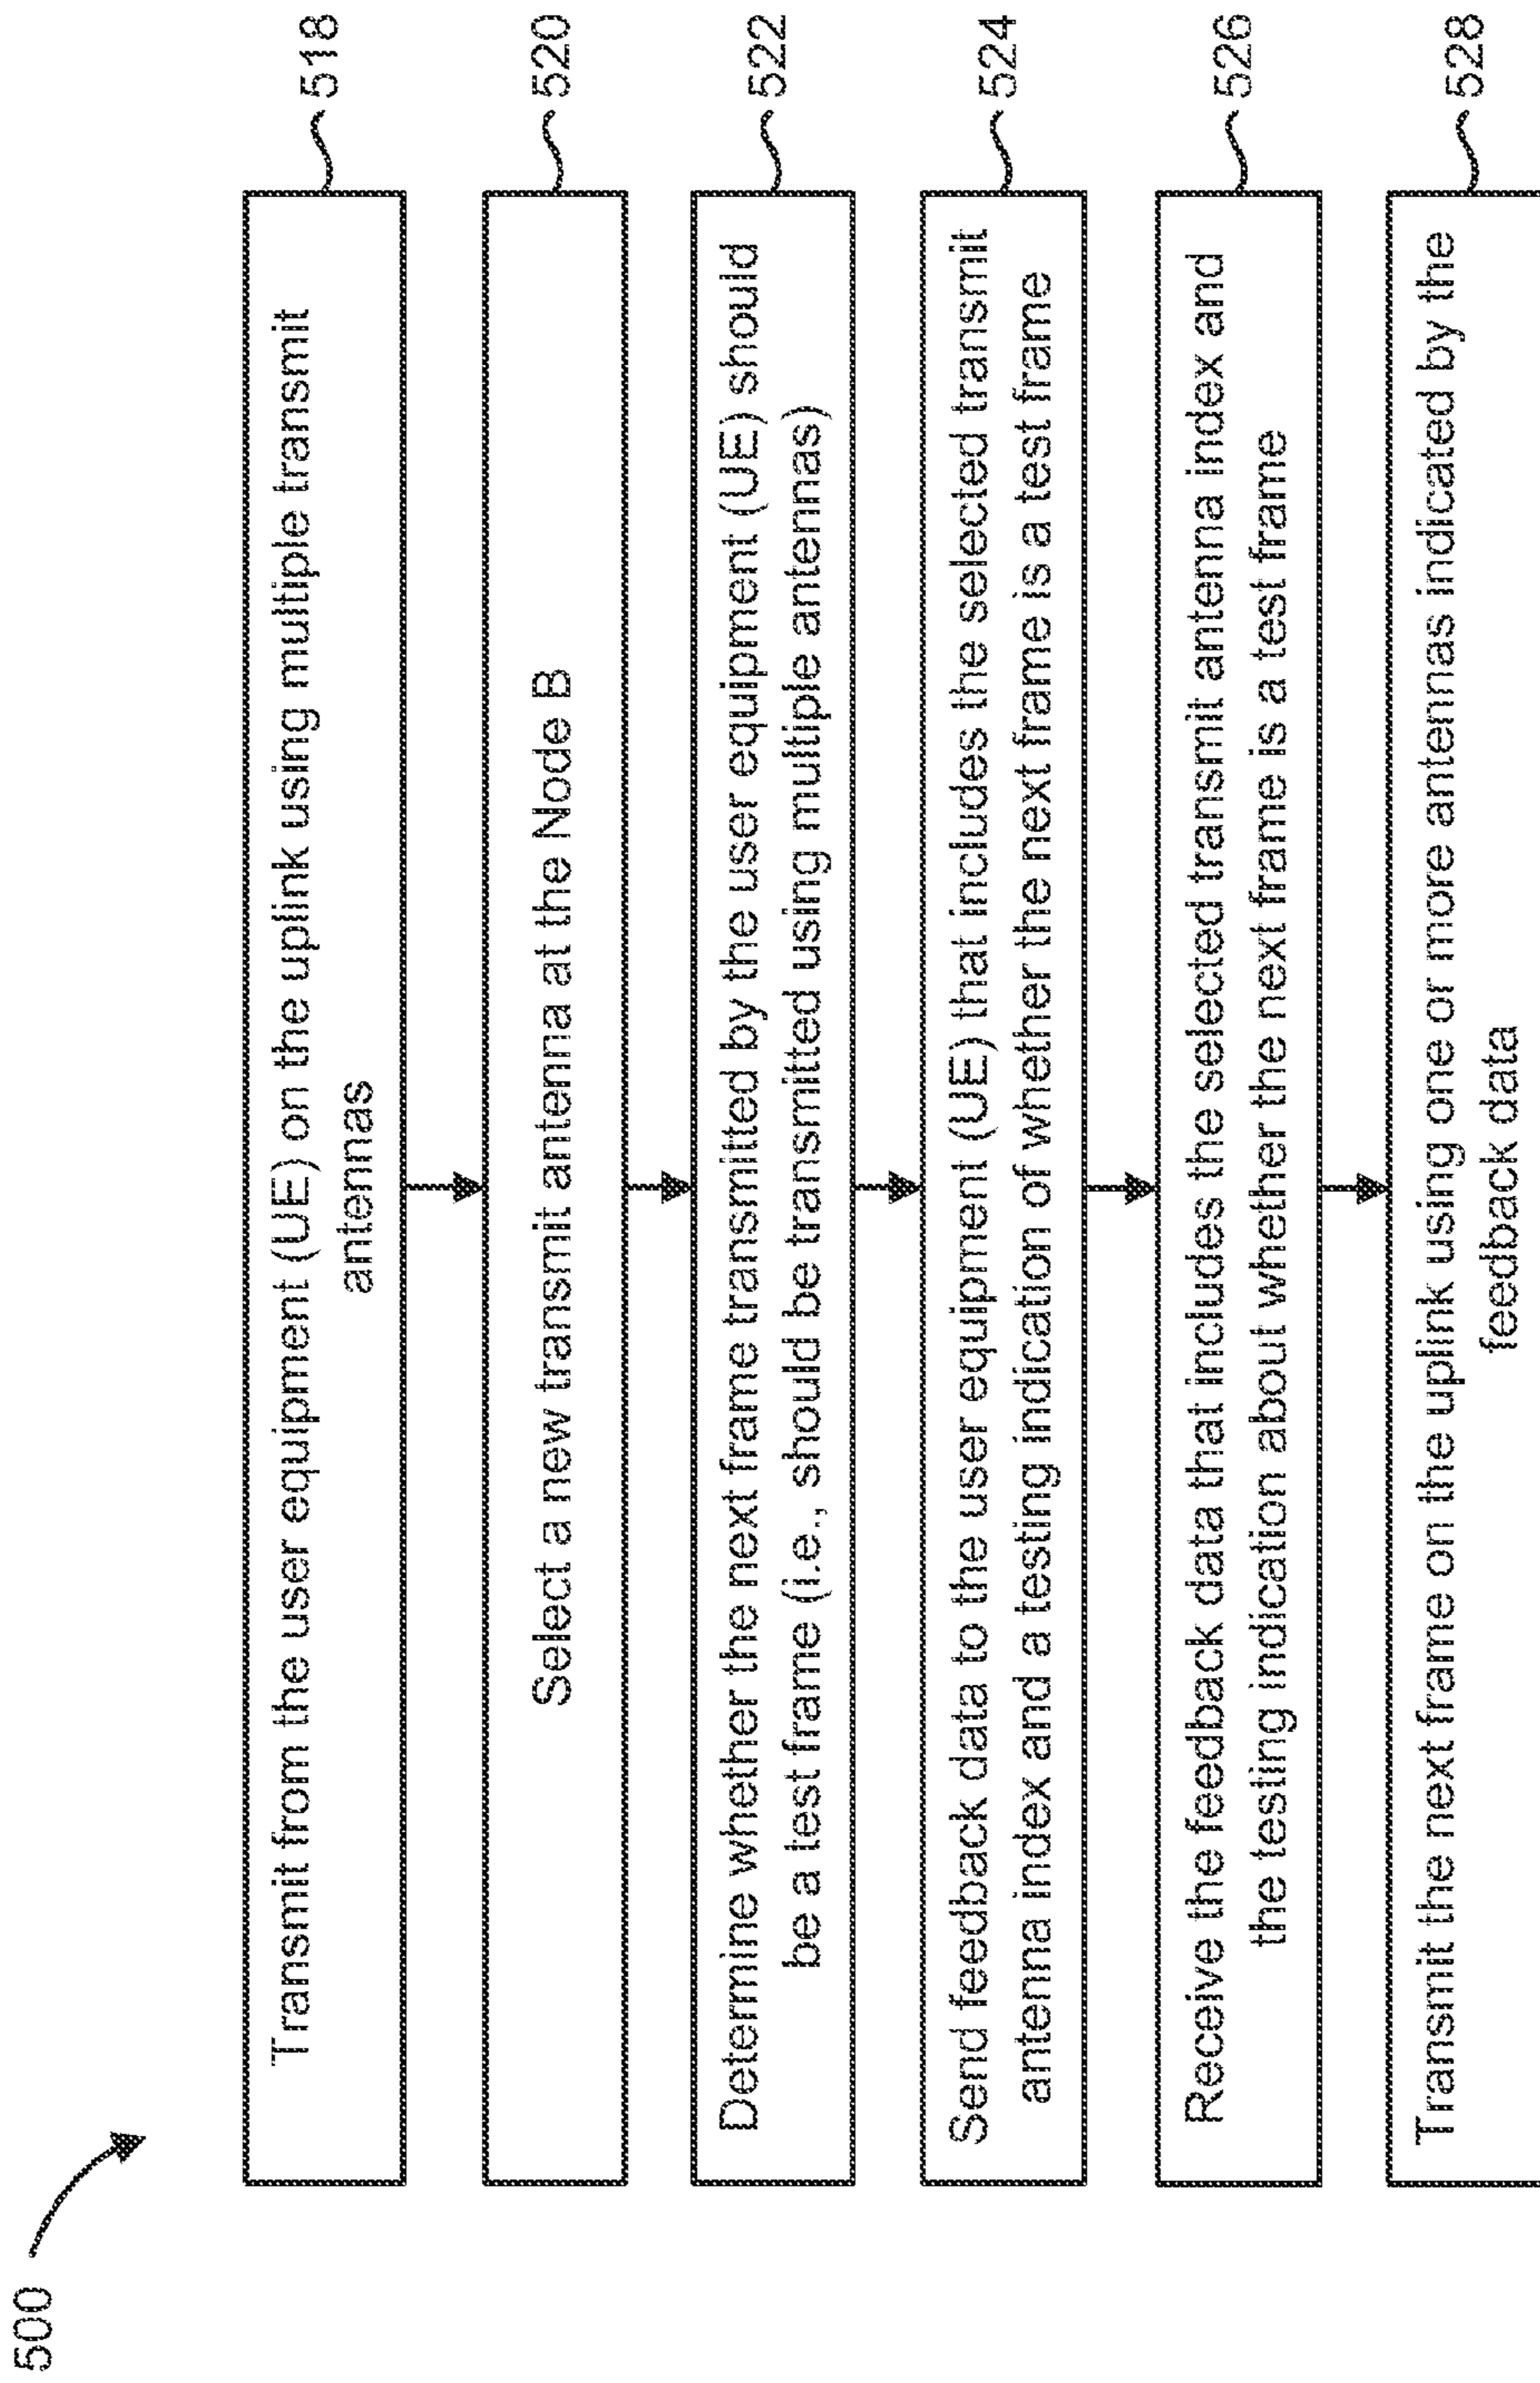 500
Transmit from the user equipment (UE) on the uplink using multiple transmit
antennas
518
Select a new transmit antenna at the Node B
520
Determine whether the next frame transmitted by the user equipment (UE) should
be a test frame (i.e., should be transmitted using multiple antennas)
522
Send feedback data to the user equipment (UE) that includes the selected transmit
antenna index and a testing indication of whether the next frame is a test frame
524
Receive the feedback data that includes the selected transmit antenna index and
the testing indication about whether the next frame is a test frame
526
Transmit the next frame on the uplink using one or more antennas indicated by the
feedback data
528